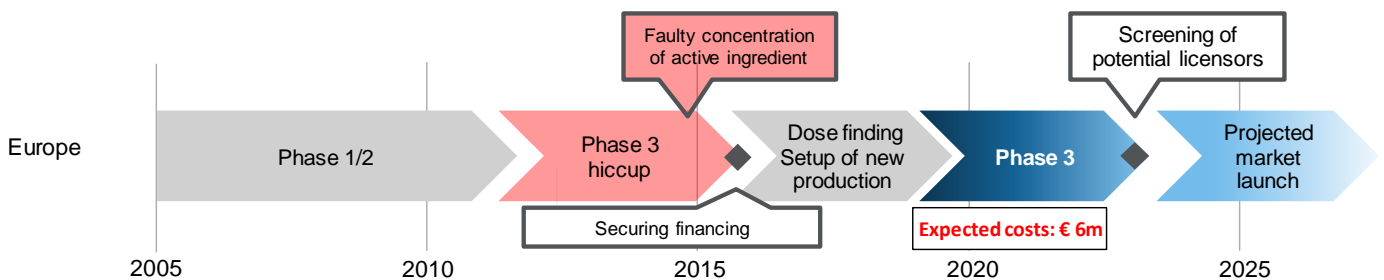 Faulty concentration
of active ingredient
Screening of
potential licensors
Europe
Phase 1/2
Phase 3
hiccup
Dose finding
Setup of new
production
Phase 3
Projected
market
launch
Securing financing
Expected costs: € 6m
2005
2010
2015
2020
2025